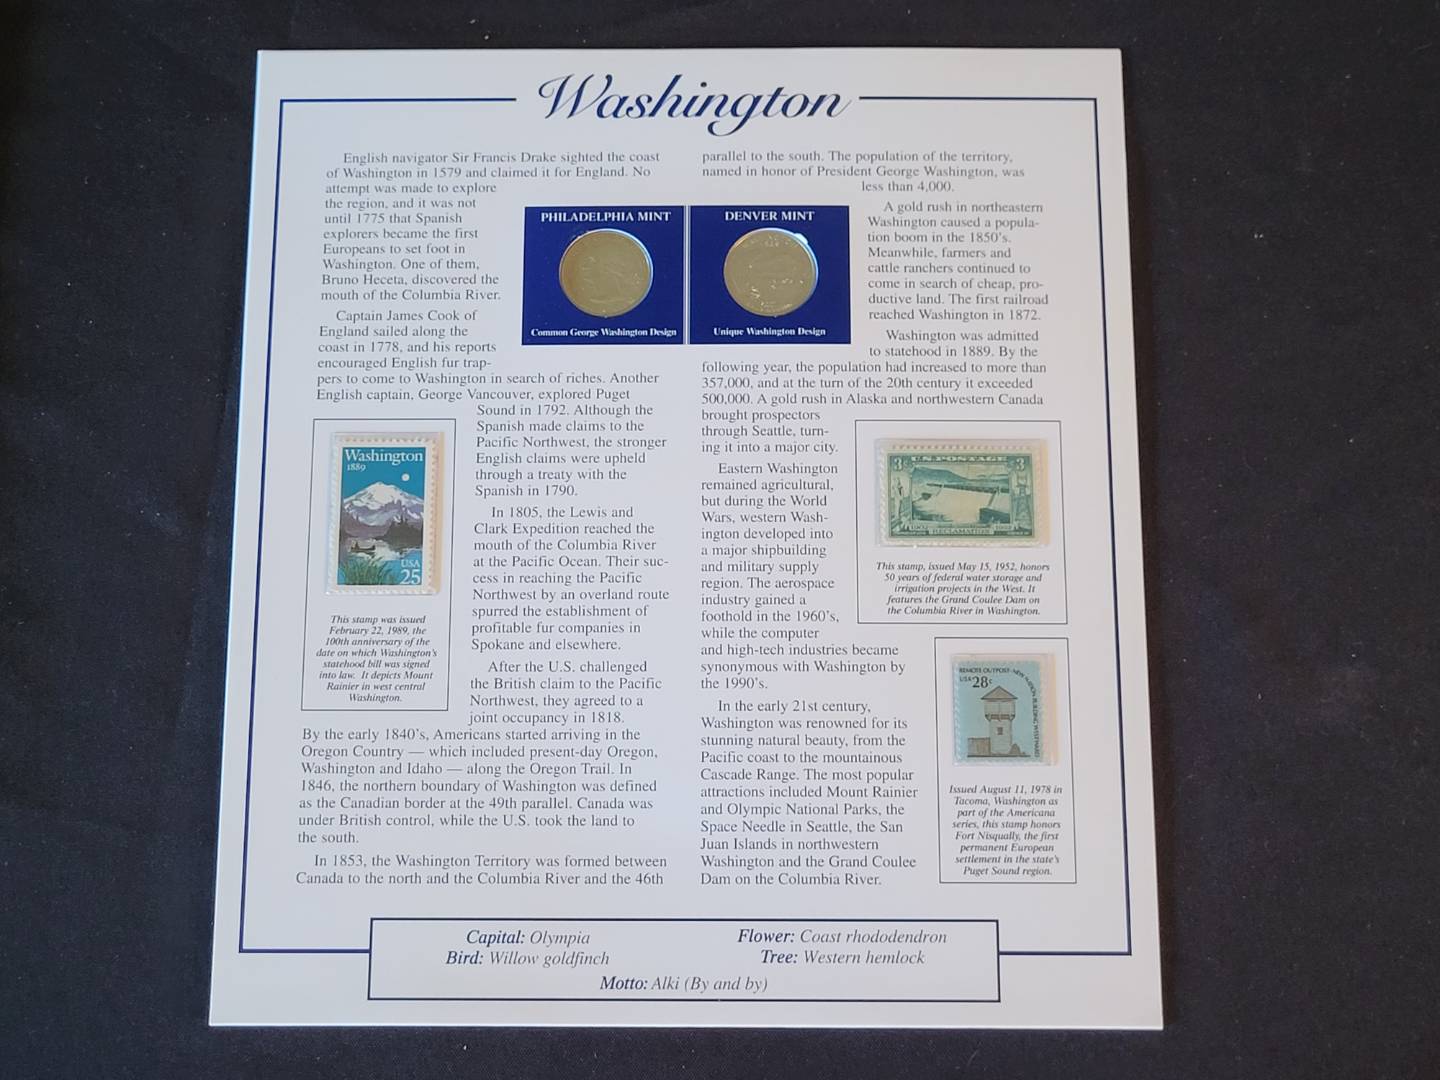 Washington
English navigator Sir Francis Drake sighted the coast
of Washington in 1579 and claimed it for England. No
attempt was made to explore
the region, and it was not
until 1775 that Spanish
explorers became the first
Europeans to set foot in
Washington. One of them,
Bruno Heceta, discovered the
mouth of the Columbia River.
Captain James Cook of
England sailed along the
coast in 1778, and his reports
encouraged English fur trap-
pers to come to Washington in search of riches. Another
English captain, George Vancouver, explored Puget
Sound in 1792. Although the
Spanish made claims to the
Pacific Northwest, the stronger
English claims were upheld
through a treaty with the
Spanish in 1790.
In 1805, the Lewis and
Clark Expedition reached the
mouth of the Columbia River
at the Pacific Ocean. Their suc-
cess in reaching the Pacific
Northwest by an overland route
spurred the establishment of
profitable fur companies in
Spokane and elsewhere.
After the U.S. challenged
the British claim to the Pacific
Northwest, they agreed to a
joint occupancy in 1818.
By the early 1840's, Americans started arriving in the
Oregon Country — which included present-day Oregon,
Washington and Idaho — along the Oregon Trail. In
1846, the northern boundary of Washington was defined
as the Canadian border at the 49th parallel. Canada was
under British control, while the U.S. took the land to
the south.
In 1853, the Washington Territory was formed between
Canada to the north and the Columbia River and the 46th
parallel to the south. The population of the territory,
named in honor of President George Washington, was
less than 4,000.
A gold rush in northeastern
Washington caused a popula-
tion boom in the 1850's.
Meanwhile, farmers and
cattle ranchers continued to
come in search of cheap, pro-
ductive land. The first railroad
reached Washington in 1872.
Washington was admitted
to statehood in 1889. By the
following year, the population had increased to more than
357,000, and at the turn of the 20th century it exceeded
500,000. A gold rush in Alaska and northwestern Canada
brought prospectors
through Seattle, turn-
ing it into a major city.
Eastern Washington
remained agricultural,
but during the World
Wars, western Wash-
ington developed into
a major shipbuilding
and military supply
region. The aerospace
industry gained a
foothold in the 1960's,
while the computer
and high-tech industries became
synonymous with Washington by
the 1990's.
In the early 21st century,
Washington was renowned for its
stunning natural beauty, from the
Pacific coast to the mountainous
Cascade Range. The most popular
attractions included Mount Rainier
and Olympic National Parks, the
Space Needle in Seattle, the San
Juan Islands in northwestern
Washington and the Grand Coulee
Dam on the Columbia River.
PHILADELPHIA MINT
Common George Washington Design
DENVER MINT
Unique Washington Design
Washington
1889
USA
25
This stamp was issued
February 22, 1989, the
100th anniversary of the
date on which Washington's
statehood bill was signed
into law. It depicts Mount
Rainier in west central
Washington.
U.S. POSTAGE
3¢ 3¢
1902 RECLAMATION 1952
This stamp, issued May 15, 1952, honors
50 years of federal water storage and
irrigation projects in the West. It
features the Grand Coulee Dam on
the Columbia River in Washington.
REMOTE OUTPOST-NEW NATION BUILDING WESTWARD
USA 28c
Issued August 11, 1978 in
Tacoma, Washington as
part of the Americana
series, this stamp honors
Fort Nisqually, the first
permanent European
settlement in the state's
Puget Sound region.
Capital: Olympia
Bird: Willow goldfinch
Flower: Coast rhododendron
Tree: Western hemlock
Motto: Alki (By and by)